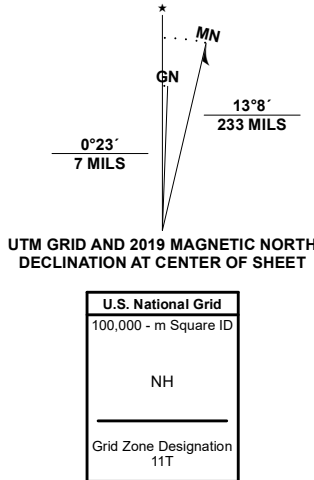 ★
MN
GN
13°8´
233 MILS
0°23´
7 MILS
UTM GRID AND 2019 MAGNETIC NORTH
DECLINATION AT CENTER OF SHEET
U.S. National Grid
100,000 - m Square ID
NH
Grid Zone Designation
11T